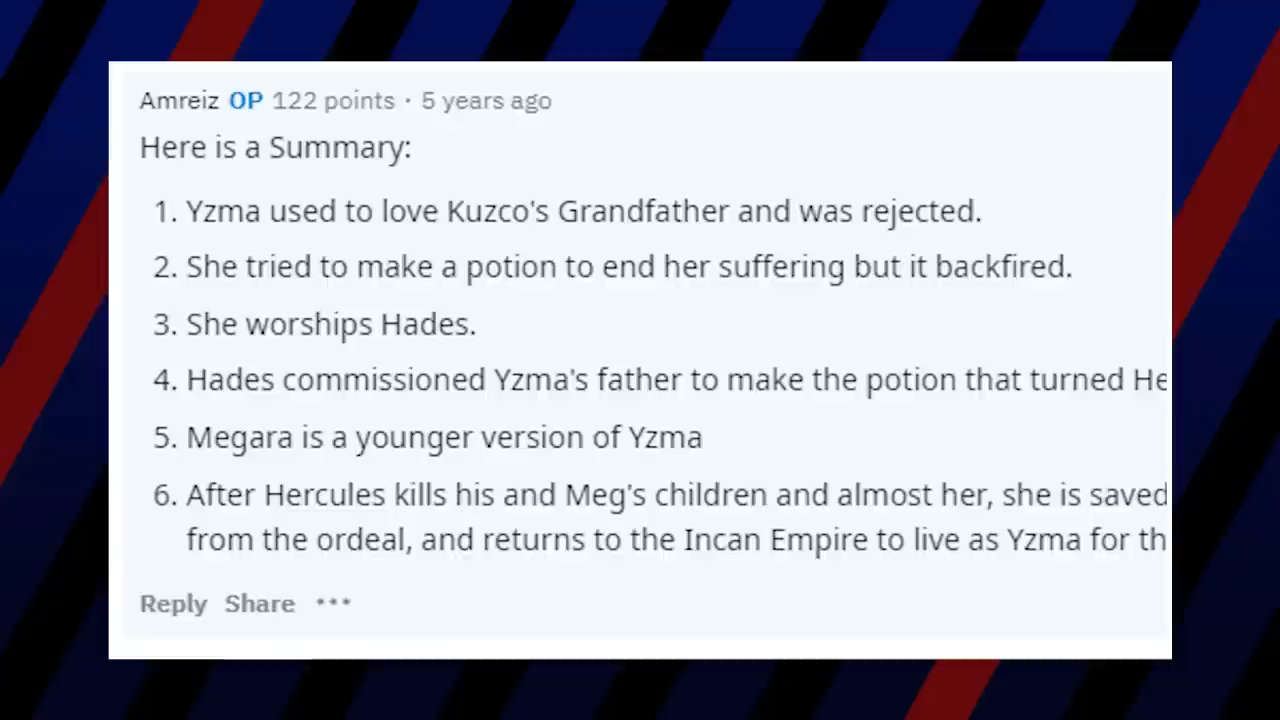 Amreiz OP 122 points · 5 years ago
Here is a Summary:
1. Yzma used to love Kuzco's Grandfather and was rejected.
2. She tried to make a potion to end her suffering but it backfired.
3. She worships Hades.
4. Hades commissioned Yzma's father to make the potion that turned He
5. Megara is a younger version of Yzma
6. After Hercules kills his and Meg's children and almost her, she is saved
from the ordeal, and returns to the Incan Empire to live as Yzma for th
Reply Share •••